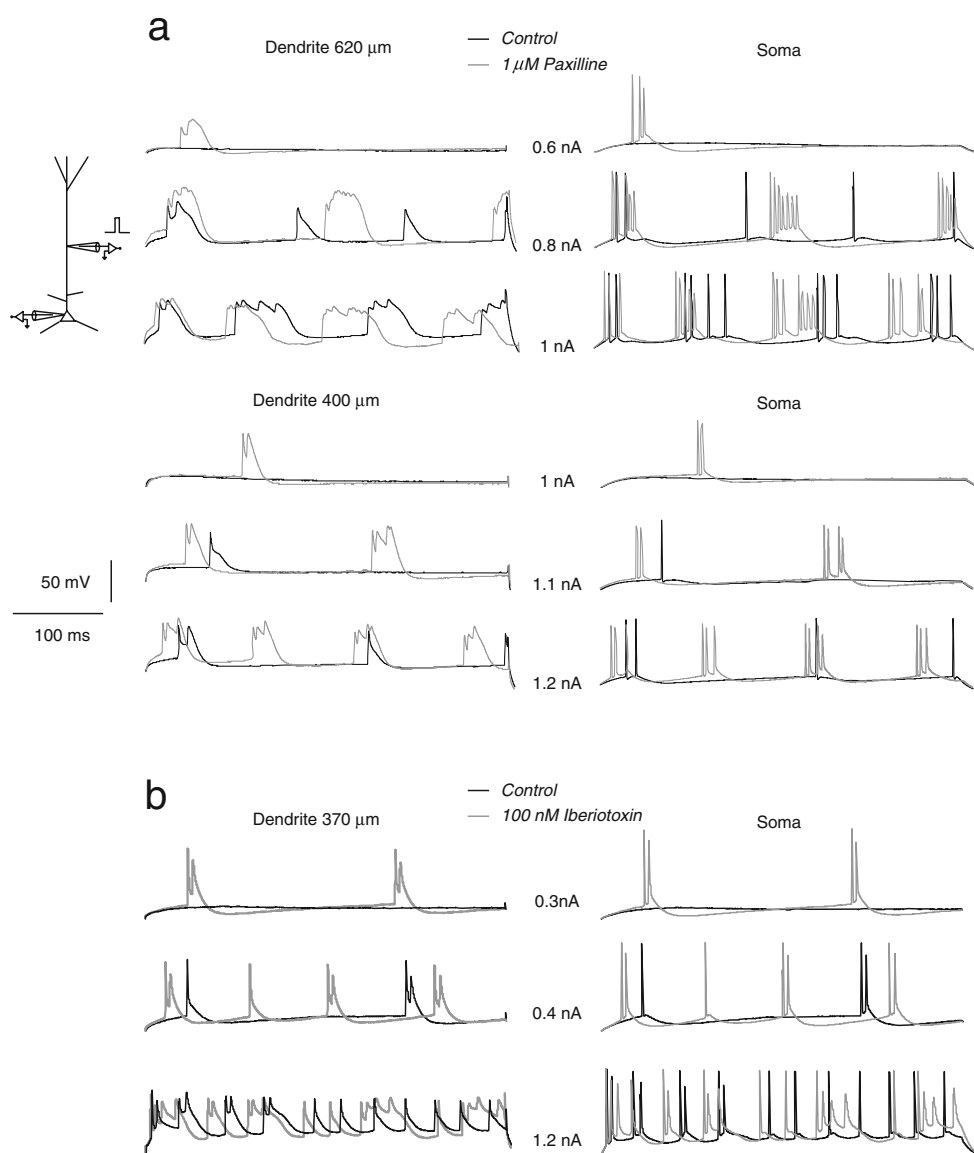 a
Dendrite 620 µm
Control
1 µM Paxilline
Soma
0.6 nA
0.8 nA
1 nA
Dendrite 400 µm
Soma
1 nA
1.1 nA
50 mV
100 ms
1.2 nA
b
Control
100 nM Iberiotoxin
Dendrite 370 µm
Soma
0.3nA
0.4 nA
1.2 nA